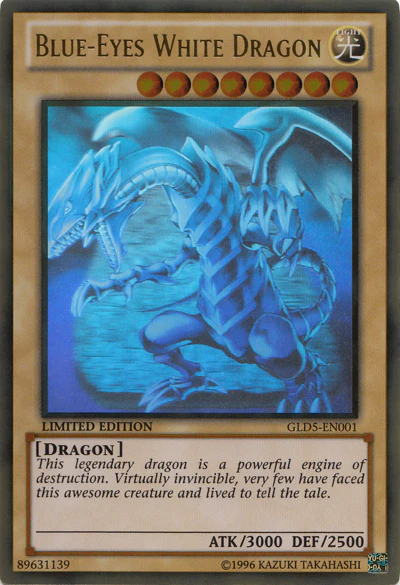 BLUE-EYES WHITE DRAGON
LIGHT
光
LIMITED EDITION
GLD5-EN001
[DRAGON]
This legendary dragon is a powerful engine of
destruction. Virtually invincible, very few have faced
this awesome creature and lived to tell the tale.
ATK/3000 DEF/2500
89631139
©1996 KAZUKI TAKAHASHI